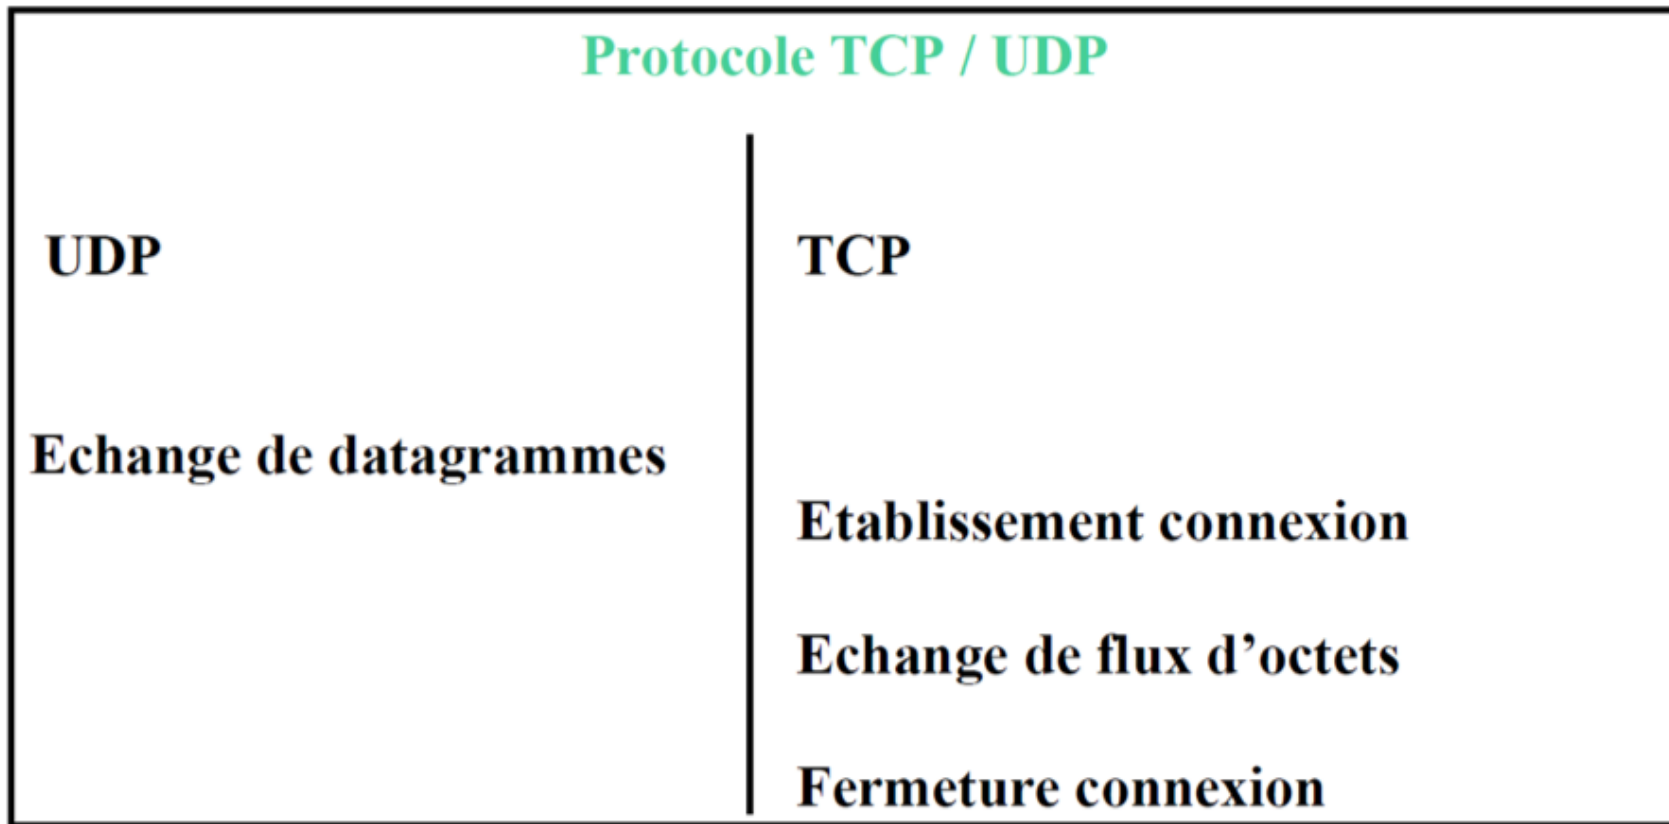 Protocole TCP / UDP
UDP
Echange de datagrammes
TCP
Etablissement connexion
Echange de flux d’octets
Fermeture connexion